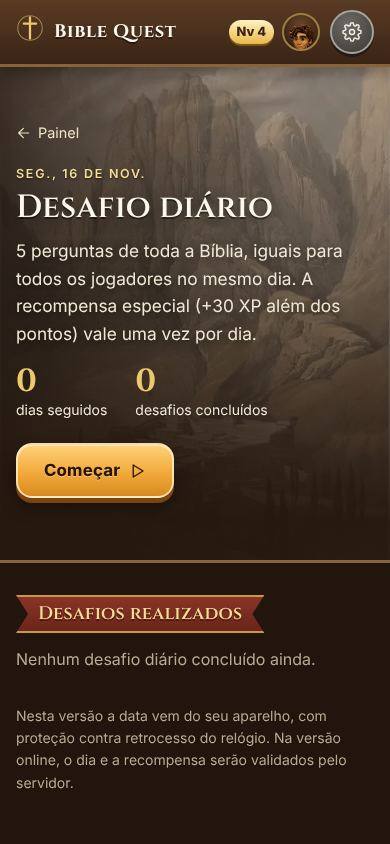 Bible Quest
Nv 4
← Painel
SEG., 16 DE NOV.
Desafio diário
5 perguntas de toda a Bíblia, iguais para
todos os jogadores no mesmo dia. A
recompensa especial (+30 XP além dos
pontos) vale uma vez por dia.
0 0
dias seguidos desafios concluídos
Começar
Desafios realizados
Nenhum desafio diário concluído ainda.
Nesta versão a data vem do seu aparelho, com
proteção contra retrocesso do relógio. Na versão
online, o dia e a recompensa serão validados pelo
servidor.